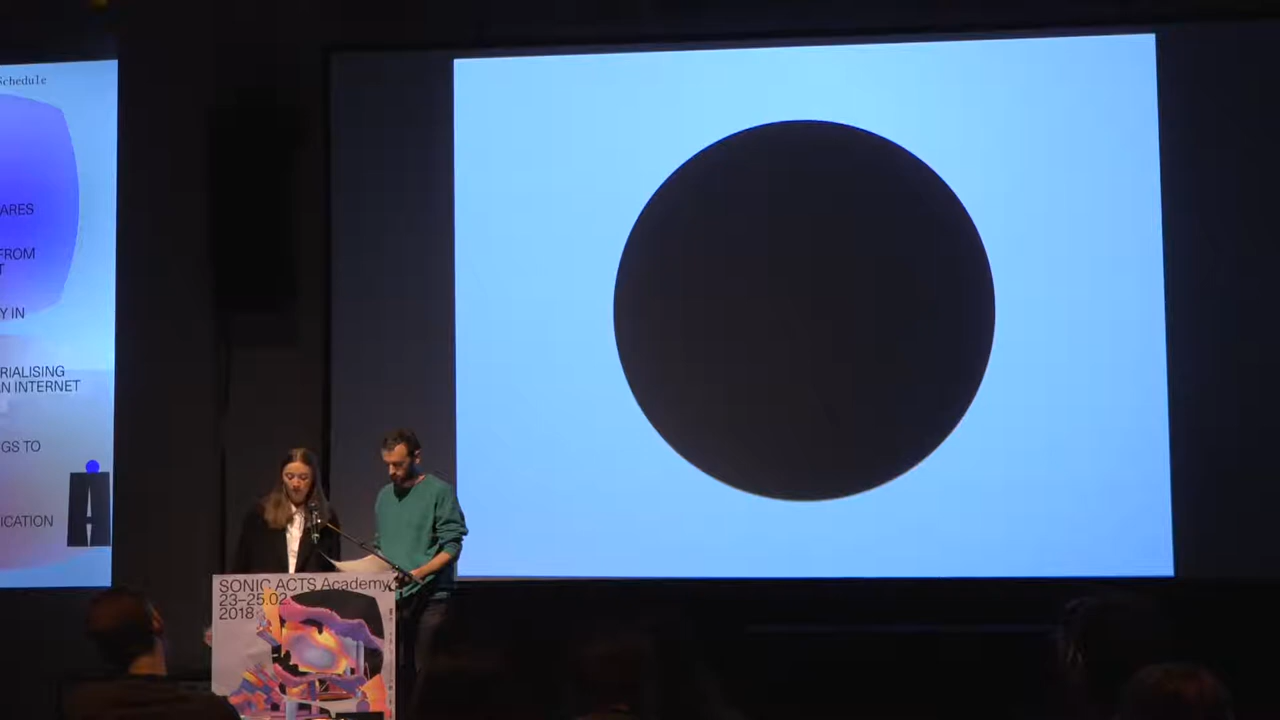 Schedule
ARES
FROM
T
Y IN
RIALISING
N INTERNET
GS TO
ICATION
A
SONIC ACTS Academy
23–25.02
2018